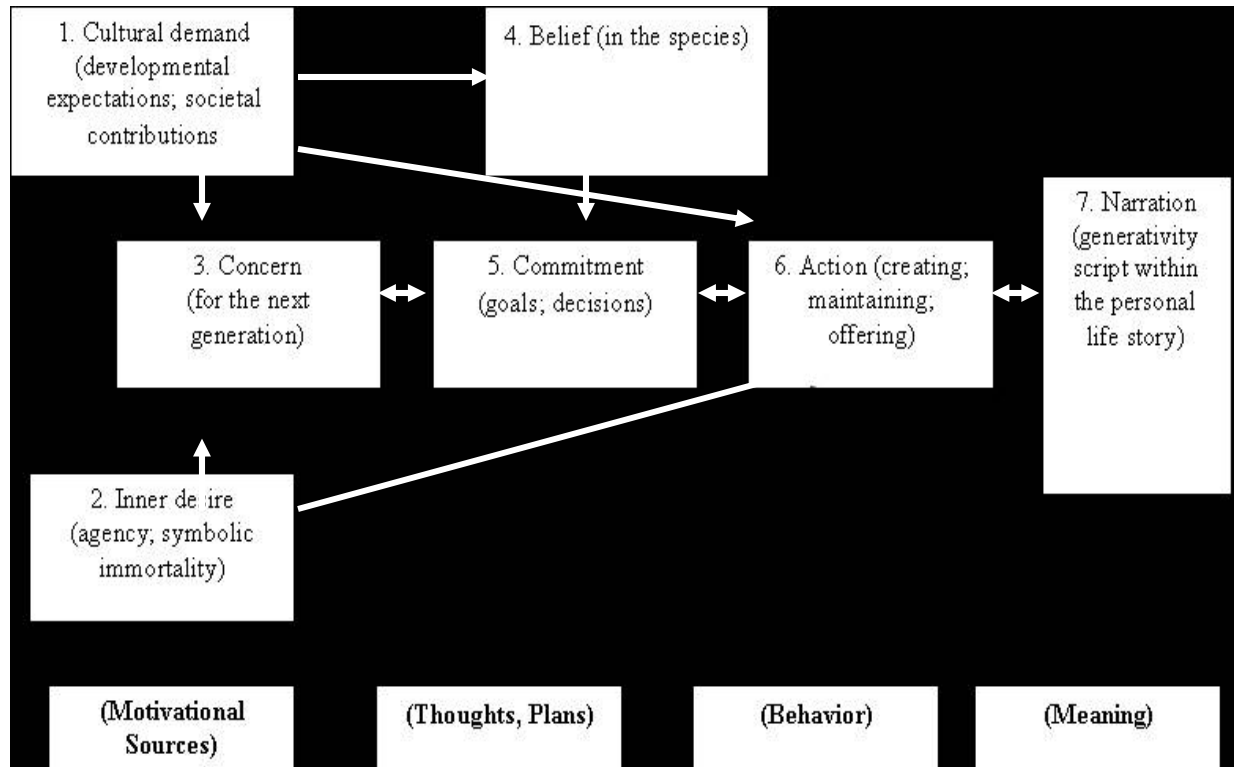 1. Cultural demand
(developmental
expectations; societal
contributions
4. Belief (in the species)
7. Narration
(generativity
script within
the personal
life story)
3. Concern
(for the next
generation)
5. Commitment
(goals; decisions)
6. Action (creating;
maintaining;
offering)
2. Inner desire
(agency; symbolic
immortality)
(Motivational
Sources)
(Thoughts, Plans)
(Behavior)
(Meaning)